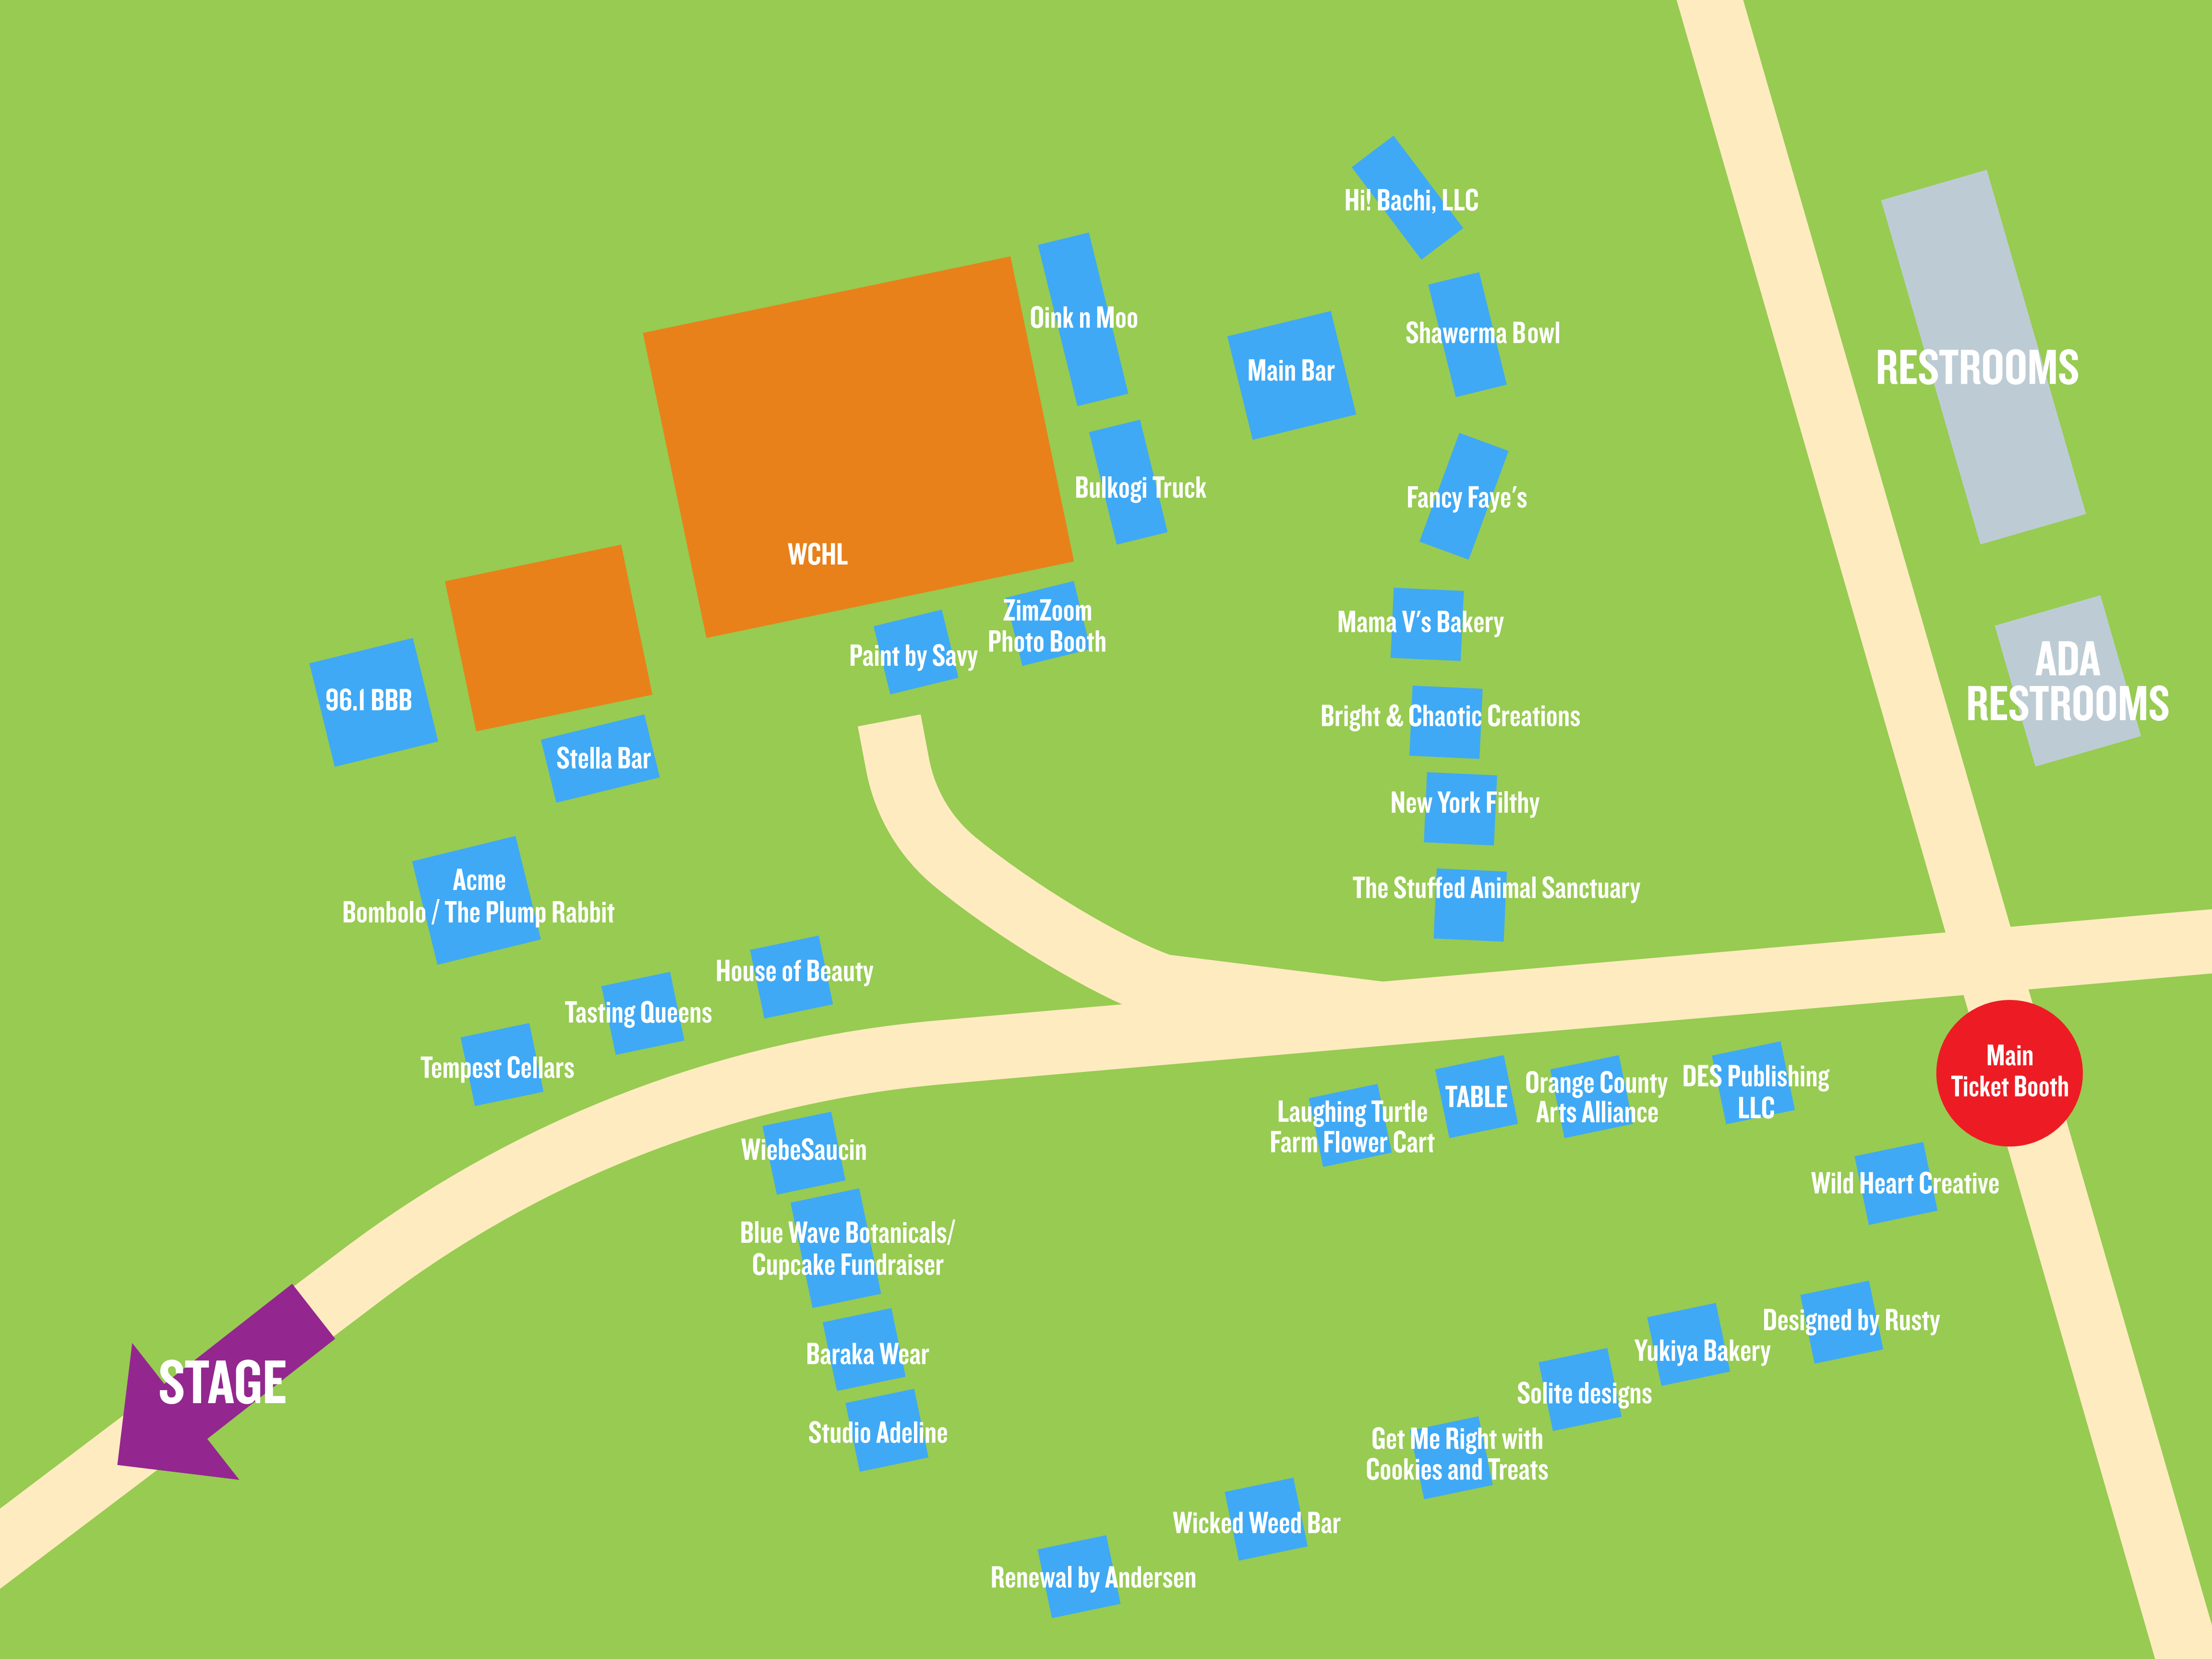 Hi! Bachi, LLC
Oink n Moo
Shawerma Bowl
Main Bar
RESTROOMS
Bulkogi Truck
Fancy Faye's
WCHL
ZimZoom
Photo Booth
Paint by Savy
Mama V's Bakery
ADA
RESTROOMS
96.1 BBB
Stella Bar
Bright & Chaotic Creations
New York Filthy
Acme
Bombolo / The Plump Rabbit
The Stuffed Animal Sanctuary
House of Beauty
Tasting Queens
Tempest Cellars
Main
Ticket Booth
Laughing Turtle
Farm Flower Cart
TABLE
Orange County
Arts Alliance
DES Publishing
LLC
WiebeSaucin
Wild Heart Creative
Blue Wave Botanicals/
Cupcake Fundraiser
Designed by Rusty
Yukiya Bakery
Baraka Wear
STAGE
Solite designs
Studio Adeline
Get Me Right with
Cookies and Treats
Wicked Weed Bar
Renewal by Andersen